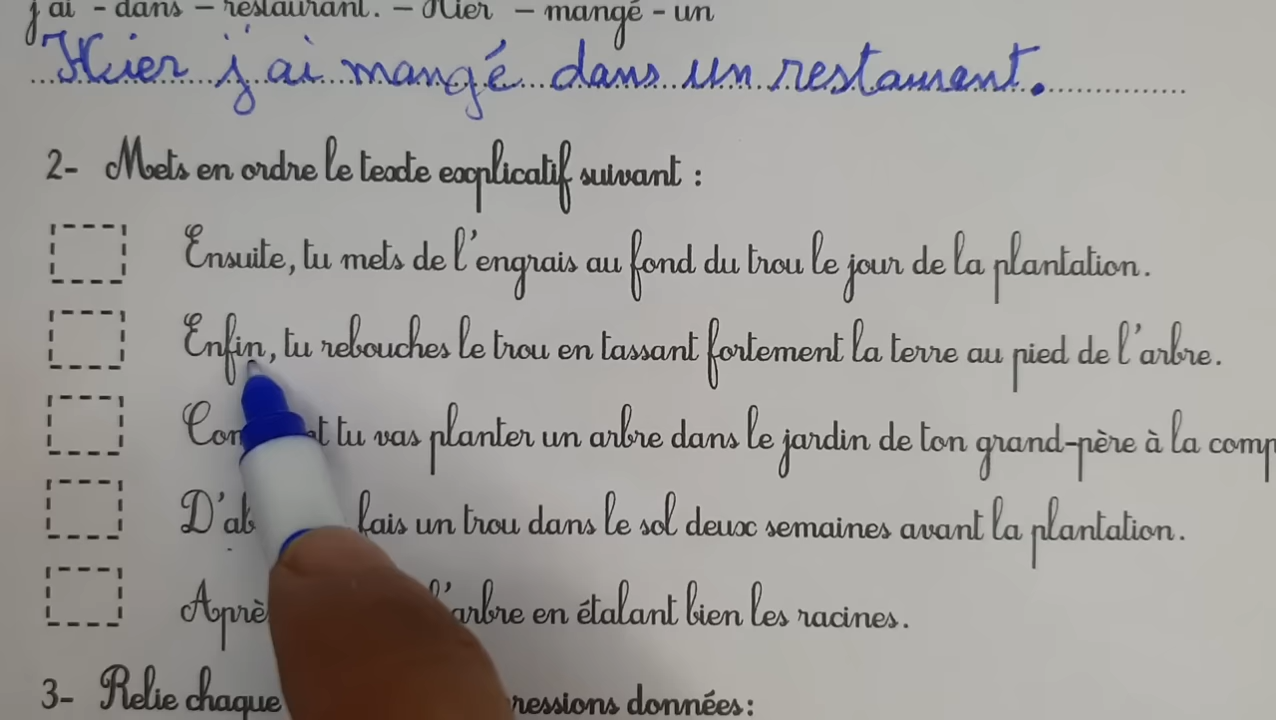 j'ai - dans - restaurant. - Hier - mangé - un
Hier j'ai mangé dans un restaurant.
2- Mets en ordre le texte explicatif suivant :
Ensuite, tu mets de l'engrais au fond du trou le jour de la plantation.
Enfin, tu rebouches le trou en tassant fortement la terre au pied de l'arbre.
tu vas planter un arbre dans le jardin de ton grand-père à la
fais un trou dans le sol deux semaines avant la plantation.
l'arbre en étalant bien les racines.
3- Relie chaque données: